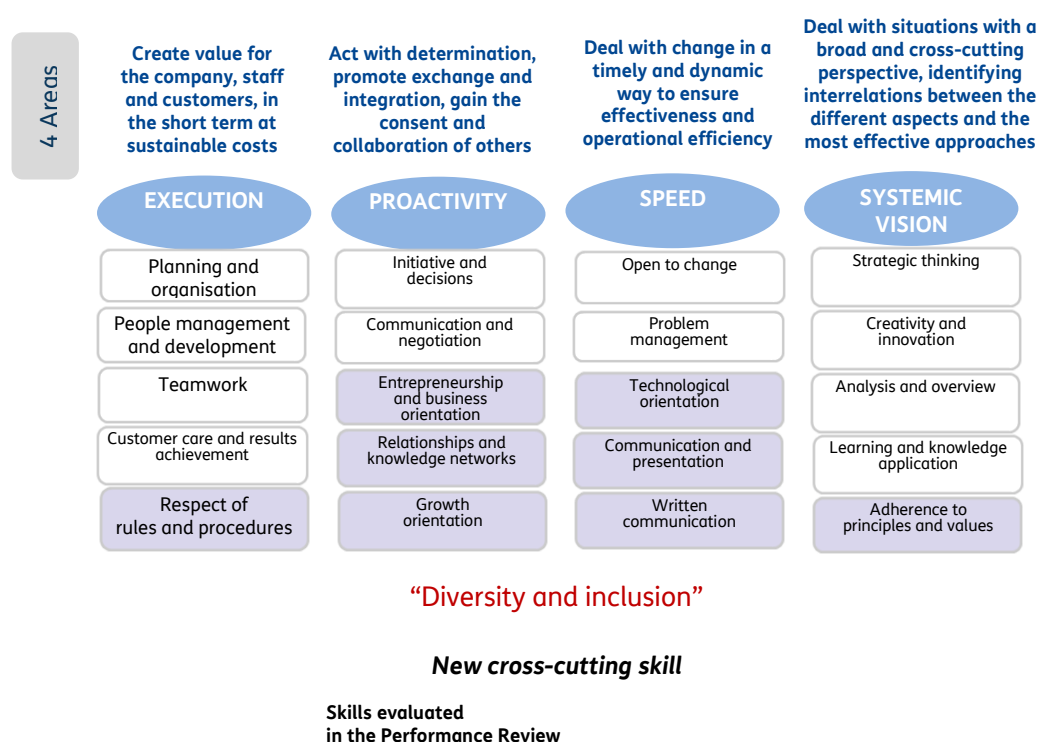 4 Areas
Create value for
the company, staff
and customers, in
the short term at
sustainable costs
Act with determination,
promote exchange and
integration, gain the
consent and
collaboration of others
Deal with change in a
timely and dynamic
way to ensure
effectiveness and
operational efficiency
Deal with situations with a
broad and cross-cutting
perspective, identifying
interrelations between the
different aspects and the
most effective approaches
EXECUTION
Planning and
organisation
People management
and development
Teamwork
Customer care and results
achievement
Respect of
rules and procedures
PROACTIVITY
Initiative and
decisions
Communication and
negotiation
Entrepreneurship
and business
orientation
Relationships and
knowledge networks
Growth
orientation
SPEED
Open to change
Problem
management
Technological
orientation
Communication and
presentation
Written
communication
SYSTEMIC
VISION
Strategic thinking
Creativity and
innovation
Analysis and overview
Learning and knowledge
application
Adherence to
principles and values
“Diversity and inclusion”
New cross-cutting skill
Skills evaluated
in the Performance Review